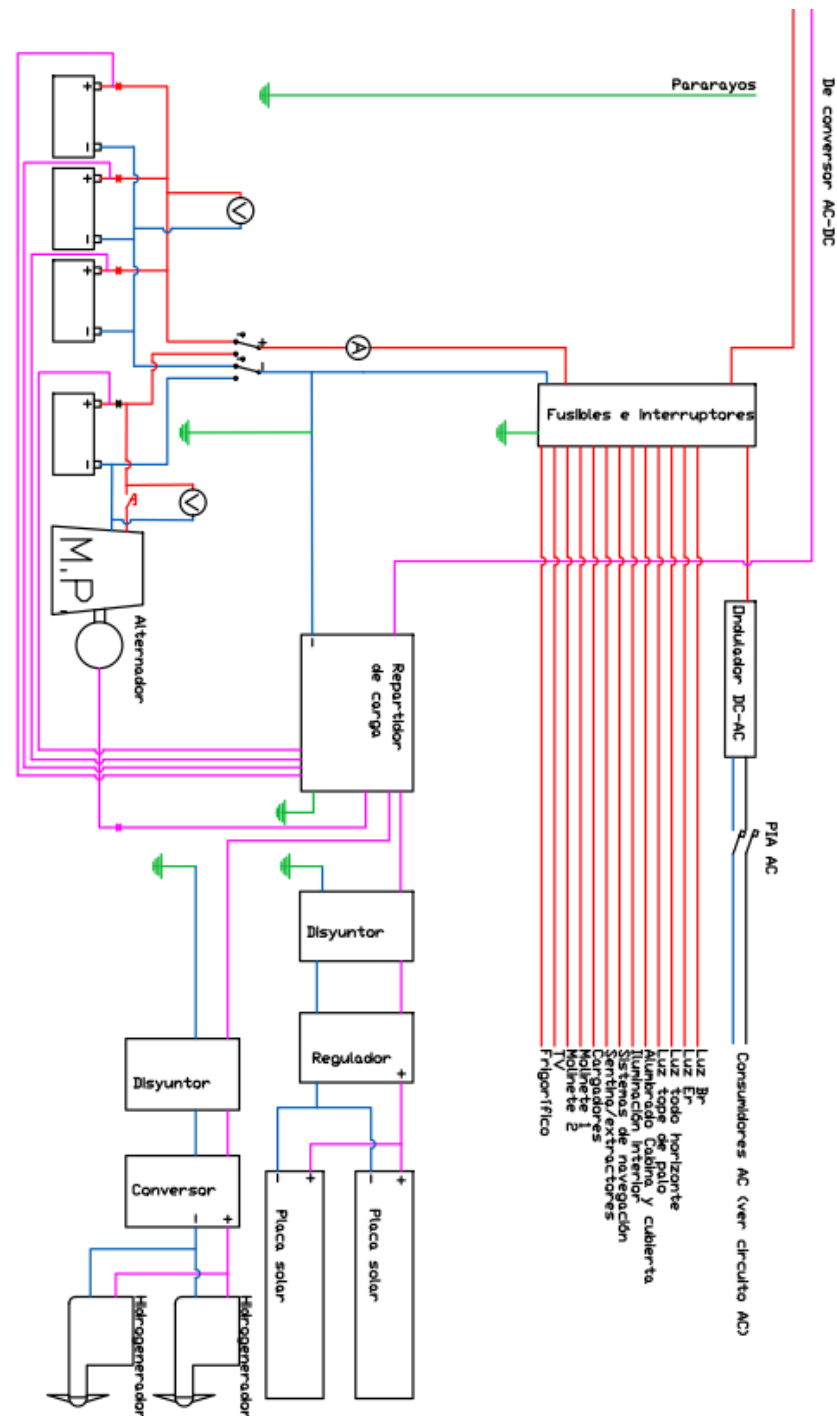 De conversor AC-DC
Pararayos
+
-
+
-
+
-
+
-
V
+
-
A
Fusibles e interruptores
V
M.P.
Alternador
-
Repartidor
de carga
Ondulador DC-AC
PIA AC
Consumidores AC (ver circuito AC)
Luz Br
Luz Er
Luz todo horizonte
Luz tope de palo
Alumbrado Cabina y cubierta
Iluminación interior
Sistemas de navegación
Sentina/extractores
Cargadores
Molinete 1
Molinete 2
TV
Frigorífico
Disyuntor
Regulador
+
Disyuntor
Conversor
-
+
-
+
Placa solar
-
+
Placa solar
Hidrogenerador
Hidrogenerador